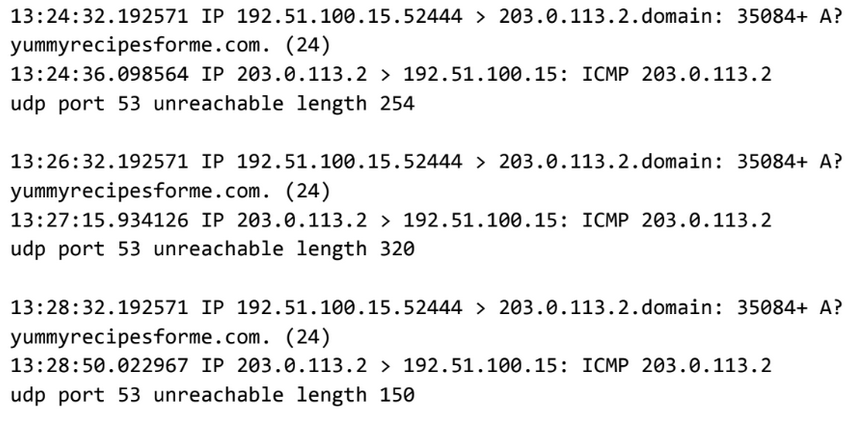 13:24:32.192571 IP 192.51.100.15.52444 > 203.0.113.2.domain: 35084+ A?
yummyrecipesforme.com. (24)
13:24:36.098564 IP 203.0.113.2 > 192.51.100.15: ICMP 203.0.113.2
udp port 53 unreachable length 254
13:26:32.192571 IP 192.51.100.15.52444 > 203.0.113.2.domain: 35084+ A?
yummyrecipesforme.com. (24)
13:27:15.934126 IP 203.0.113.2 > 192.51.100.15: ICMP 203.0.113.2
udp port 53 unreachable length 320
13:28:32.192571 IP 192.51.100.15.52444 > 203.0.113.2.domain: 35084+ A?
yummyrecipesforme.com. (24)
13:28:50.022967 IP 203.0.113.2 > 192.51.100.15: ICMP 203.0.113.2
udp port 53 unreachable length 150